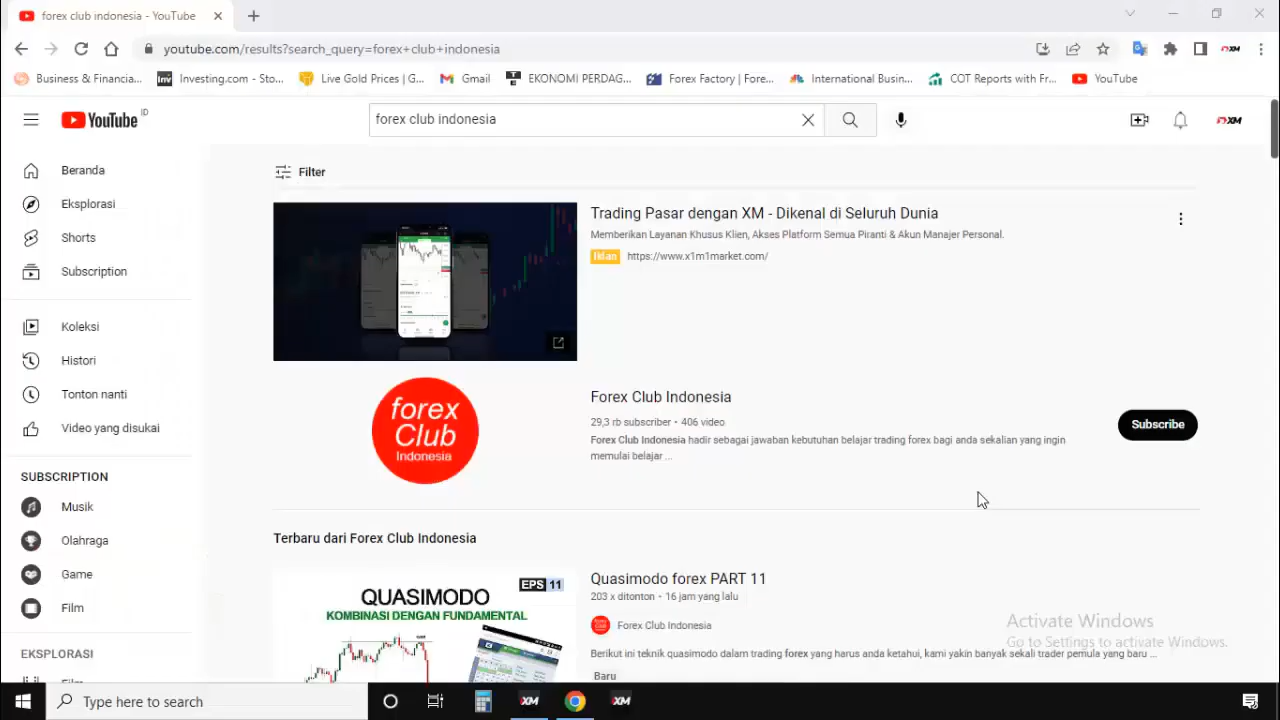 forex club indonesia - YouTube
youtube.com/results?search_query=forex+club+indonesia
Business & Financia...
Investing.com - Sto...
Live Gold Prices | G...
Gmail
EKONOMI PERDAG...
Forex Factory | Fore...
International Busin...
COT Reports with Fr...
YouTube
YouTube ID
forex club indonesia
XM
Beranda
Eksplorasi
Shorts
Subscription
Koleksi
Histori
Tonton nanti
Video yang disukai
SUBSCRIPTION
Musik
Olahraga
Game
Film
EKSPLORASI
Filter
Trading Pasar dengan XM - Dikenal di Seluruh Dunia
Memberikan Layanan Khusus Klien, Akses Platform Semua Piranti & Akun Manajer Personal.
Iklan https://www.x1m1market.com/
forex
Club
Indonesia
Forex Club Indonesia
29,3 rb subscriber • 406 video
Forex Club Indonesia hadir sebagai jawaban kebutuhan belajar trading forex bagi anda sekalian yang ingin
memulai belajar ...
Subscribe
Terbaru dari Forex Club Indonesia
EPS 11
QUASIMODO
KOMBINASI DENGAN FUNDAMENTAL
Quasimodo forex PART 11
203 x ditonton • 16 jam yang lalu
Forex Club Indonesia
Berikut ini teknik quasimodo dalam trading forex yang harus anda ketahui, kami yakin banyak sekali trader pemula yang baru ...
Baru
Activate Windows
Go to Settings to activate Windows.
Type here to search
XM
XM